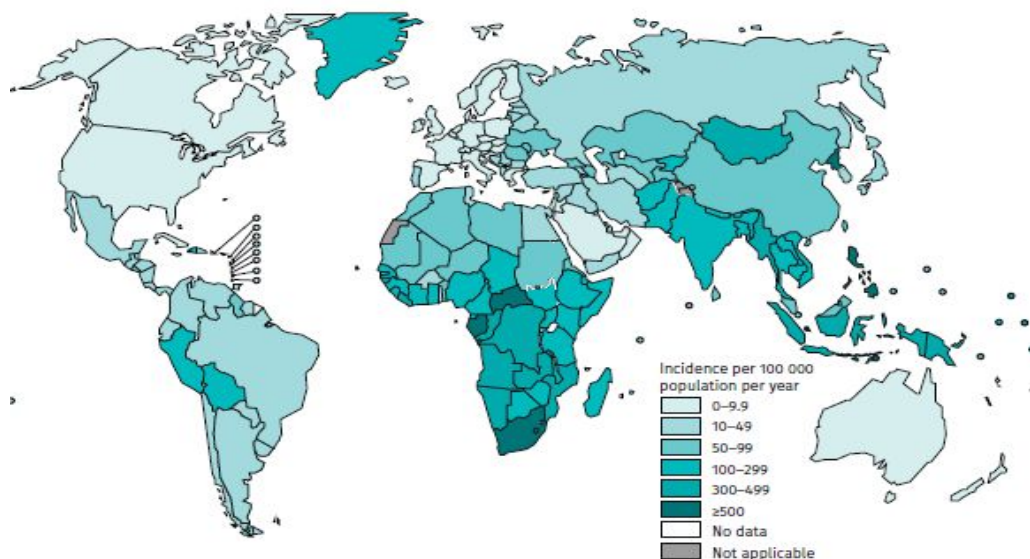 Incidence per 100 000
population per year
0–9.9
10–49
50–99
100–299
300–499
≥500
No data
Not applicable